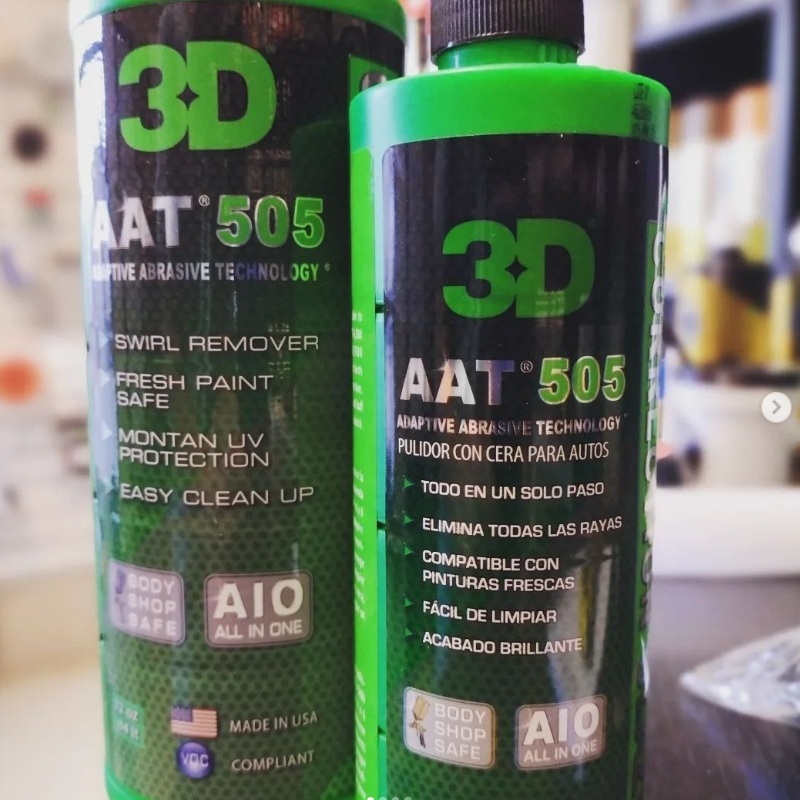 3D
AAT® 505
ADAPTIVE ABRASIVE TECHNOLOGY®
SWIRL REMOVER
FRESH PAINT
SAFE
MONTAN UV
PROTECTION
EASY CLEAN UP
BODY
SHOP
SAFE
AIO
ALL IN ONE
32 oz
MADE IN USA
VOC
COMPLIANT
3D
AAT® 505
ADAPTIVE ABRASIVE TECHNOLOGY
PULIDOR CON CERA PARA AUTOS
TODO EN UN SOLO PASO
ELIMINA TODAS LAS RAYAS
COMPATIBLE CON
PINTURAS FRESCAS
FÁCIL DE LIMPIAR
ACABADO BRILLANTE
BODY
SHOP
SAFE
AIO
ALL IN ONE